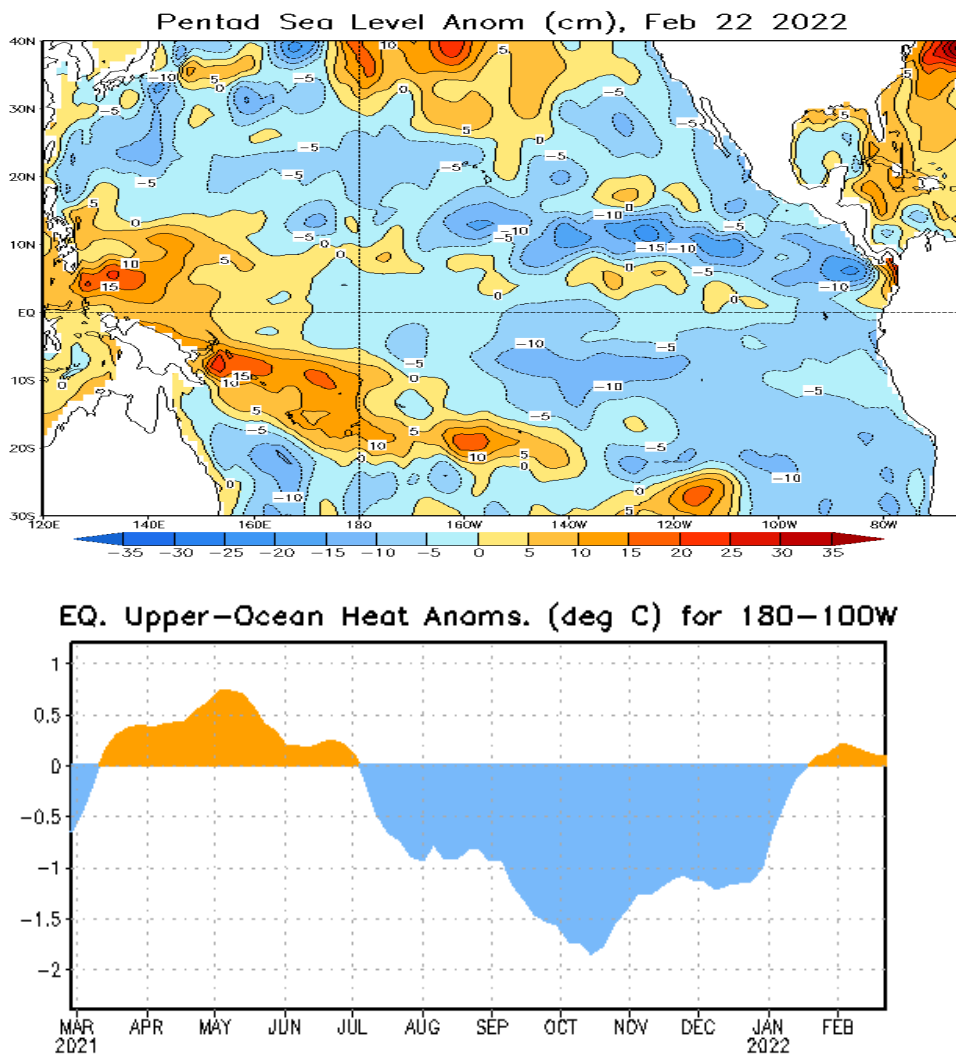 Pentad Sea Level Anom (cm), Feb 22 2022
40N
30N
20N
10N
EQ
10S
20S
30S
120E 140E 160E 180 160W 140W 120W 100W 80W
-35 -30 -25 -20 -15 -10 -5 0 5 10 15 20 25 30 35
EQ. Upper-Ocean Heat Anoms. (deg C) for 180-100W
1
0.5
0
-0.5
-1
-1.5
-2
MAR APR MAY JUN JUL AUG SEP OCT NOV DEC JAN FEB
2021 2022